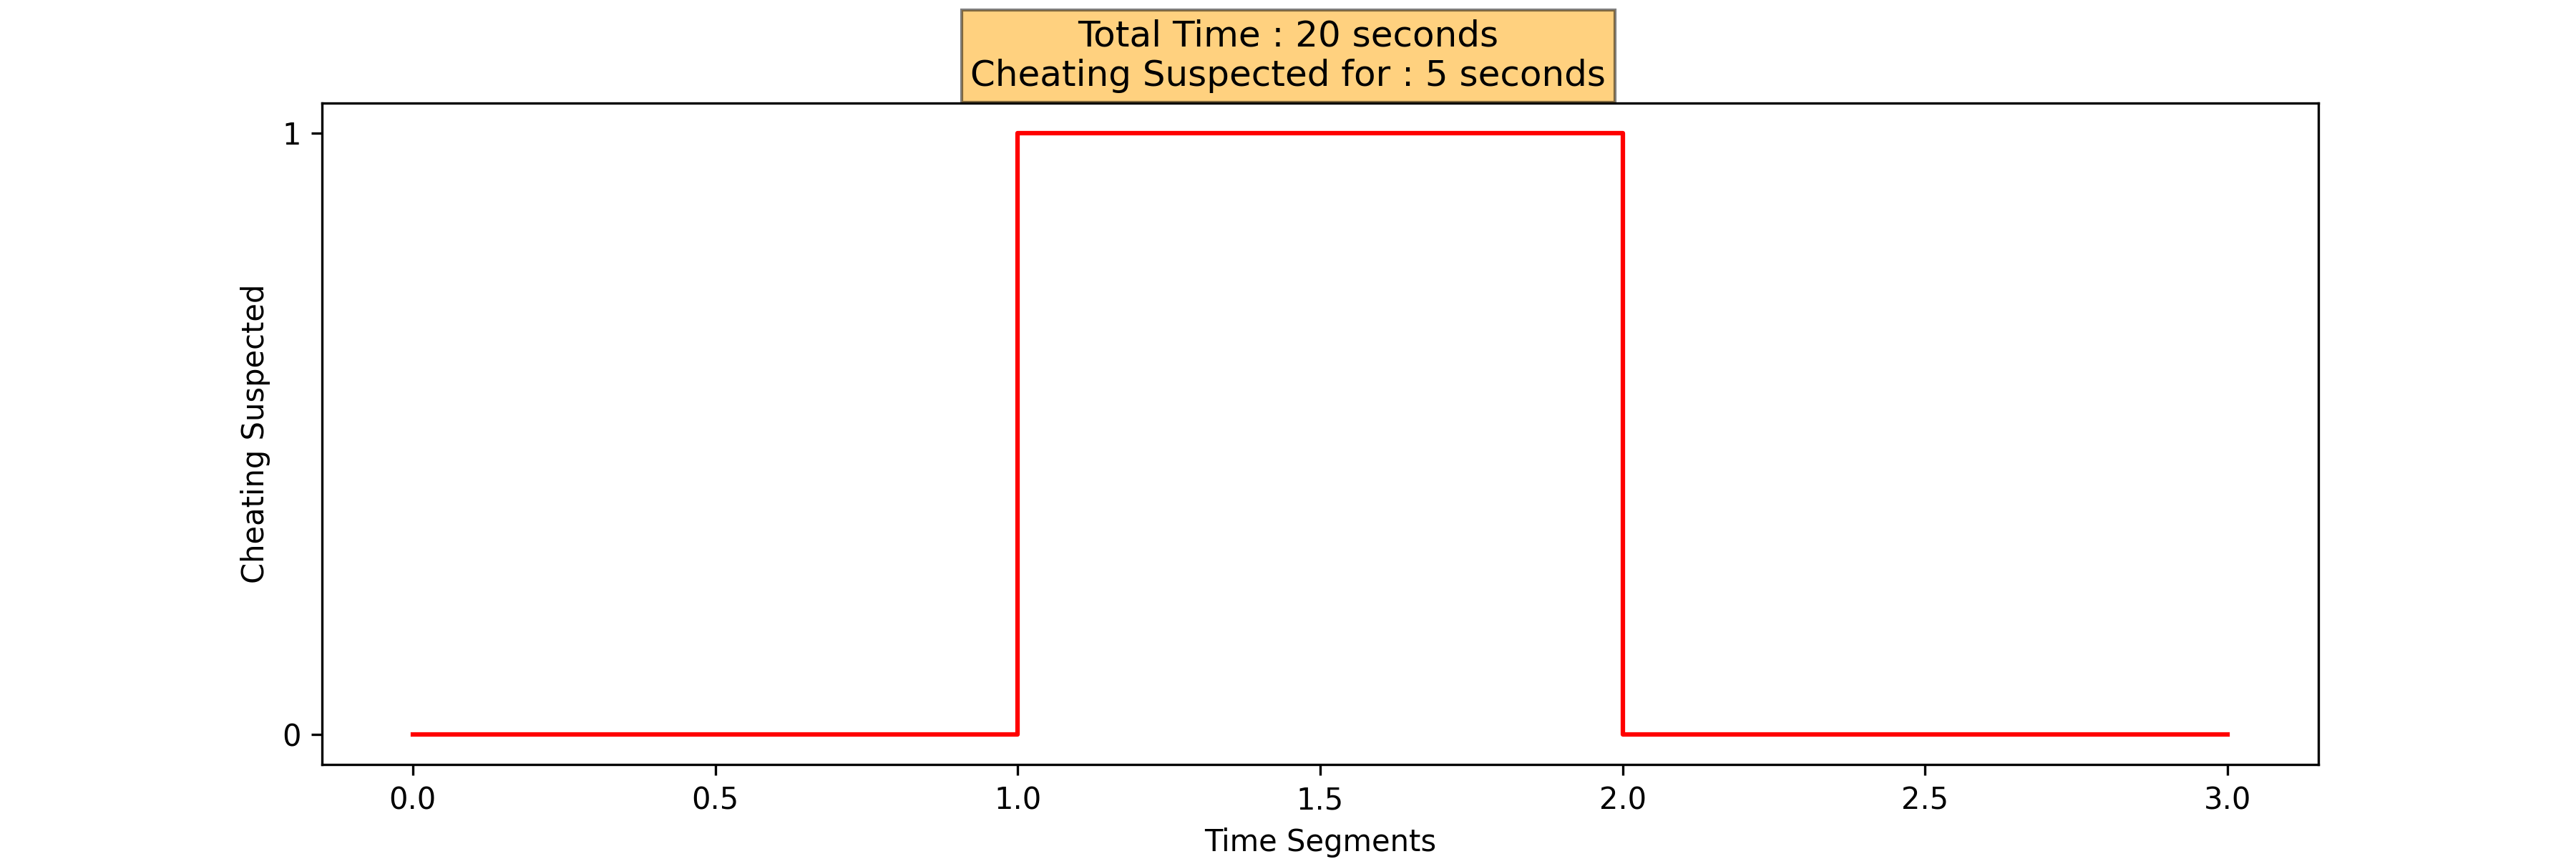 Total Time : 20 seconds
Cheating Suspected for : 5 seconds
1
0
Cheating Suspected
0.0 0.5 1.0 1.5 2.0 2.5 3.0
Time Segments